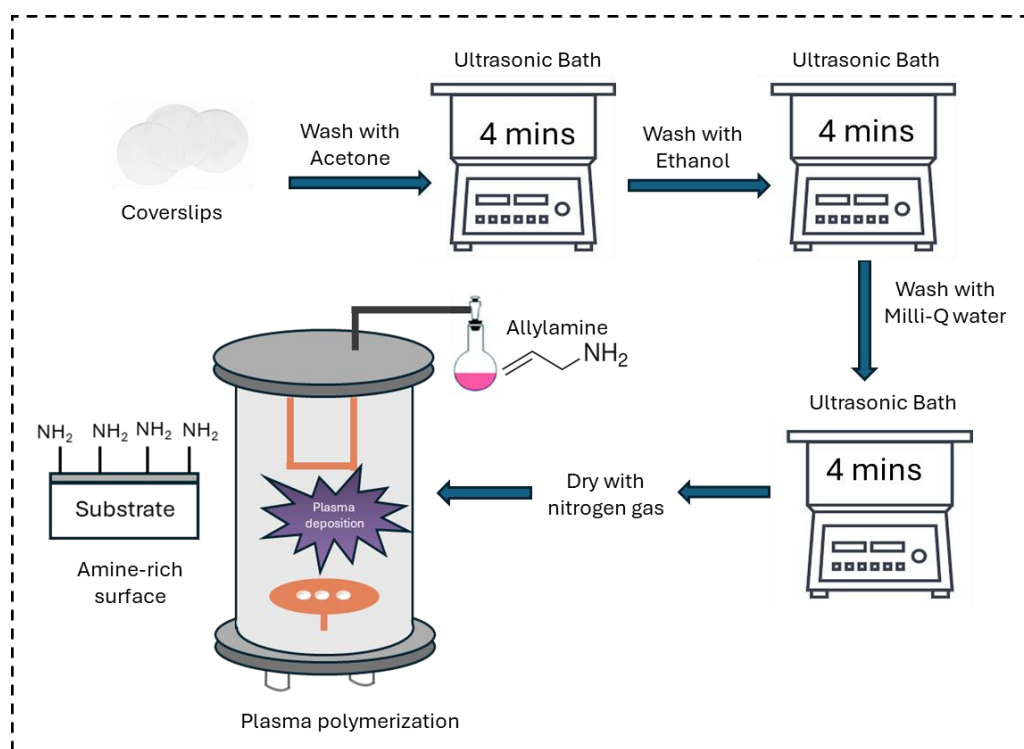 Ultrasonic Bath
Ultrasonic Bath
4 mins
4 mins
Wash with
Acetone
Wash with
Ethanol
Coverslips
Wash with
Milli-Q water
Allylamine
NH2
Ultrasonic Bath
4 mins
NH2 NH2 NH2 NH2
Substrate
Amine-rich
surface
Plasma
deposition
Dry with
nitrogen gas
Plasma polymerization